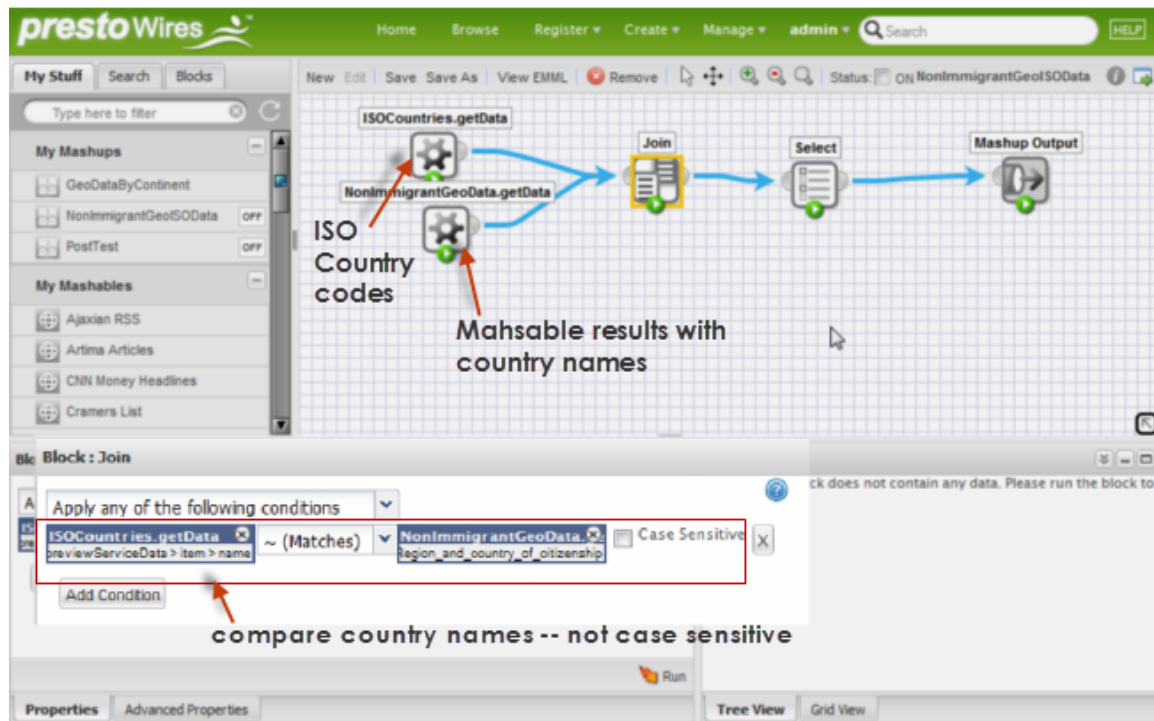 presto Wires
Home Browse Register Create Manage admin Search HELP
My Stuff Search Blocks
New Edit Save Save As View EMML Remove Status: ON NonImmigrantGeoISOData
Type here to filter
My Mashups
GeoDataByContinent
NonImmigrantGeoISOData OFF
PostTest OFF
My Mashables
Ajaxian RSS
Artima Articles
CNN Money Headlines
Cramers List
ISOCountries.getData
NonImmigrantGeoData.getData
Join
Select
Mashup Output
ISO
Country
codes
Mahsable results with
country names
Block : Join
ck does not contain any data. Please run the block to
Apply any of the following conditions
ISOCountries.getData ~ (Matches) NonImmigrantGeoData. Case Sensitive X
previewServiceData > item > name Region_and_country_of_citizenship
Add Condition
compare country names -- not case sensitive
Run
Properties Advanced Properties Tree View Grid View